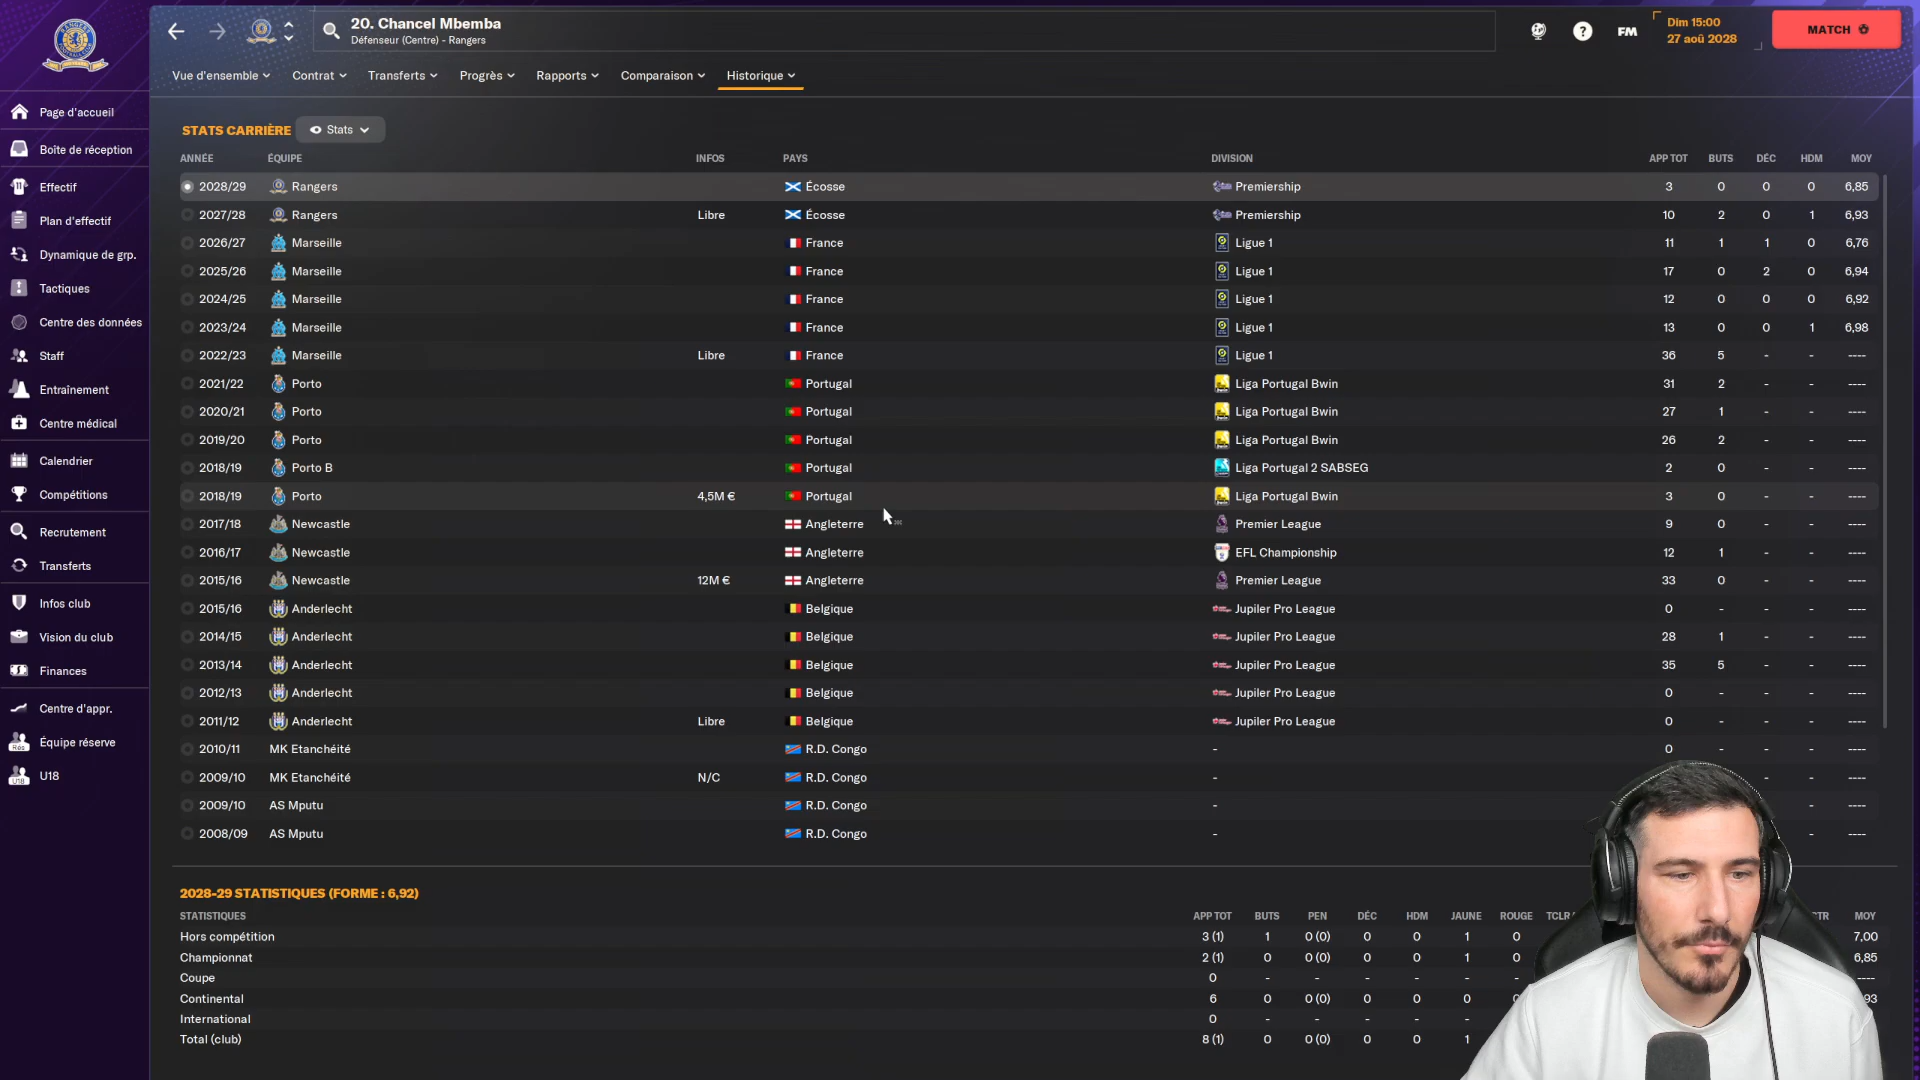 20. Chancel Mbemba
Défenseur (Centre) - Rangers
FM
Dim 15:00
27 aoû 2028
MATCH
Vue d'ensemble Contrat Transferts Progrès Rapports Comparaison Historique
Page d'accueil
Boîte de réception
Effectif
Plan d'effectif
Dynamique de grp.
Tactiques
Centre des données
Staff
Entraînement
Centre médical
Calendrier
Compétitions
Recrutement
Transferts
Infos club
Vision du club
Finances
Centre d'appr.
Équipe réserve
U18
STATS CARRIÈRE Stats
ANNÉE ÉQUIPE INFOS PAYS DIVISION APP TOT BUTS DÉC HDM MOY
2028/29 Rangers Écosse Premiership 3 0 0 0 6,85
2027/28 Rangers Libre Écosse Premiership 10 2 0 1 6,93
2026/27 Marseille France Ligue 1 11 1 1 0 6,76
2025/26 Marseille France Ligue 1 17 0 2 0 6,94
2024/25 Marseille France Ligue 1 12 0 0 0 6,92
2023/24 Marseille France Ligue 1 13 0 0 1 6,98
2022/23 Marseille Libre France Ligue 1 36 5 - - ----
2021/22 Porto Portugal Liga Portugal Bwin 31 2 - - ----
2020/21 Porto Portugal Liga Portugal Bwin 27 1 - - ----
2019/20 Porto Portugal Liga Portugal Bwin 26 2 - - ----
2018/19 Porto B Portugal Liga Portugal 2 SABSEG 2 0 - - ----
2018/19 Porto 4,5M € Portugal Liga Portugal Bwin 3 0 - - ----
2017/18 Newcastle Angleterre Premier League 9 0 - - ----
2016/17 Newcastle Angleterre EFL Championship 12 1 - - ----
2015/16 Newcastle 12M € Angleterre Premier League 33 0 - - ----
2015/16 Anderlecht Belgique Jupiler Pro League 0 - - - ----
2014/15 Anderlecht Belgique Jupiler Pro League 28 1 - - ----
2013/14 Anderlecht Belgique Jupiler Pro League 35 5 - - ----
2012/13 Anderlecht Belgique Jupiler Pro League 0 - - - ----
2011/12 Anderlecht Libre Belgique Jupiler Pro League 0 - - - ----
2010/11 MK Etanchéité R.D. Congo - 0 - - - ----
2009/10 MK Etanchéité N/C R.D. Congo - - - ----
2009/10 AS Mputu R.D. Congo - - ----
2008/09 AS Mputu R.D. Congo - - ----
2028-29 STATISTIQUES (FORME : 6,92)
STATISTIQUES APP TOT BUTS PEN DÉC HDM JAUNE ROUGE MOY
Hors compétition 3 (1) 1 0 (0) 0 0 1 0 7,00
Championnat 2 (1) 0 0 (0) 0 0 1 0 6,85
Coupe 0 - - - - - - ----
Continental 6 0 0 (0) 0 0 0
International 0 - - - - -
Total (club) 8 (1) 0 0 (0) 0 0 1